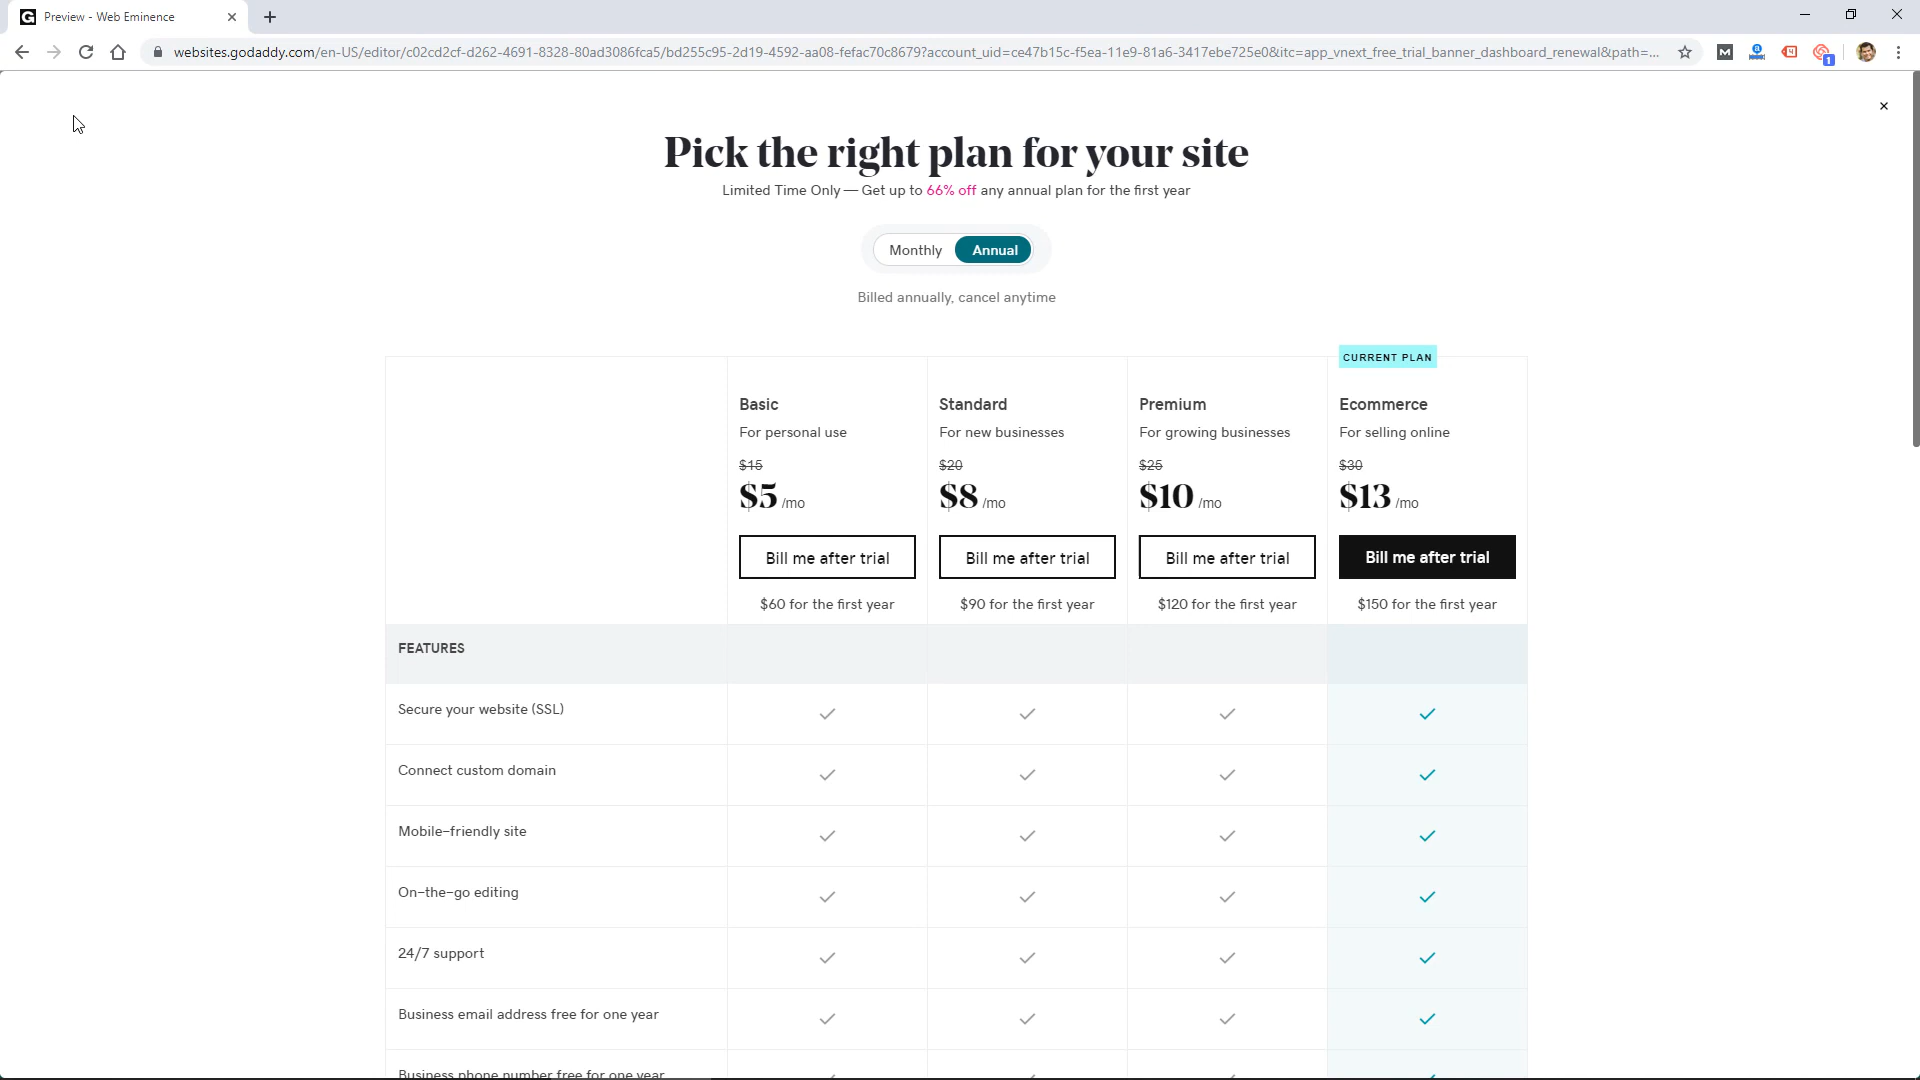 Preview - Web Eminence
websites.godaddy.com/en-US/editor/c02cd2cf-d262-4691-8328-80ad3086fca5/bd255c95-2d19-4592-aa08-fefac70c8679?account_uid=ce47b15c-f5ea-11e9-81a6-3417ebe725e0&itc=app_vnext_free_trial_banner_dashboard_renewal&path=...
1
Pick the right plan for your site
Limited Time Only — Get up to 66% off any annual plan for the first year
Monthly Annual
Billed annually, cancel anytime
CURRENT PLAN
Basic Standard Premium Ecommerce
For personal use For new businesses For growing businesses For selling online
$15 $20 $25 $30
$5 /mo $8 /mo $10 /mo $13 /mo
Bill me after trial Bill me after trial Bill me after trial Bill me after trial
$60 for the first year $90 for the first year $120 for the first year $150 for the first year
FEATURES
Secure your website (SSL)
Connect custom domain
Mobile-friendly site
On-the-go editing
24/7 support
Business email address free for one year
Business phone number free for one year